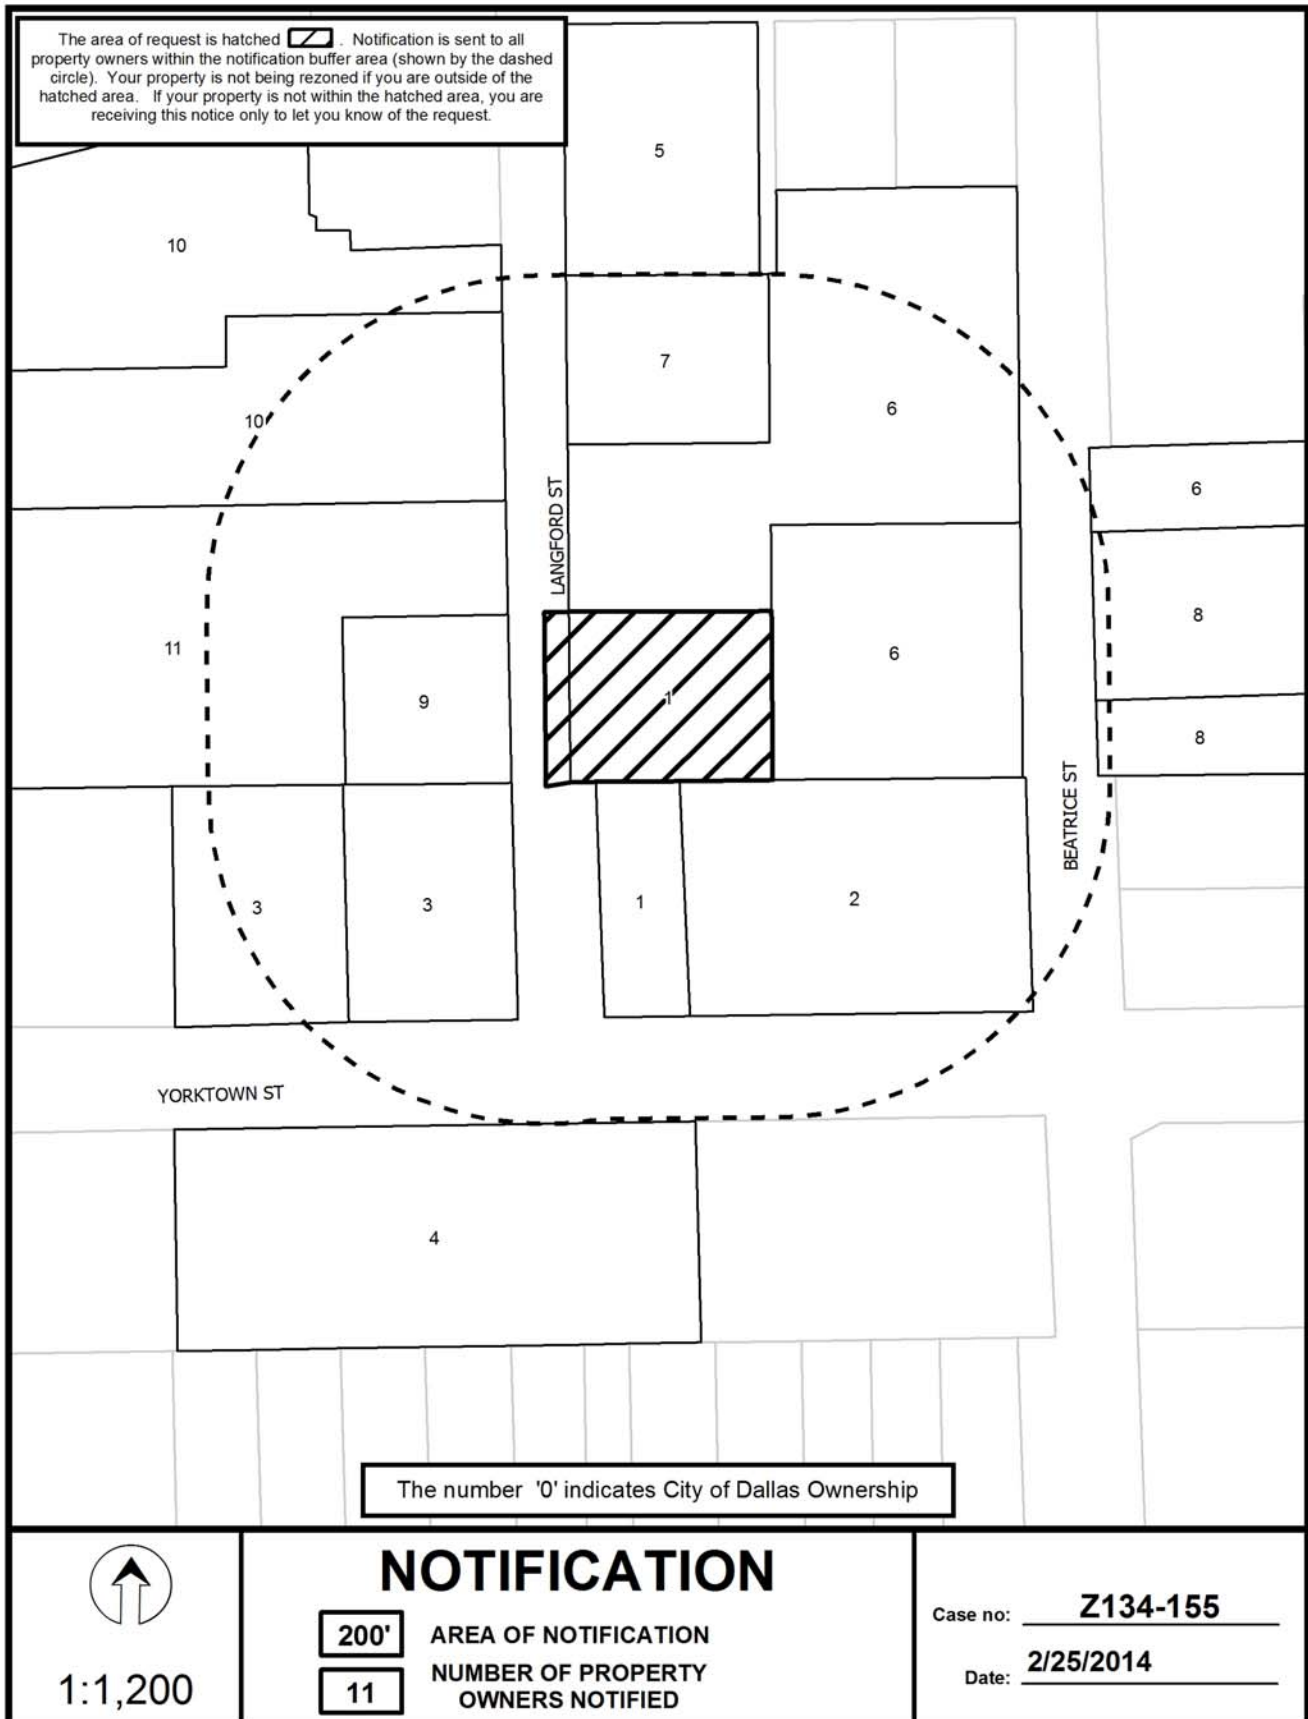 The area of request is hatched . Notification is sent to all
property owners within the notification buffer area (shown by the dashed
circle). Your property is not being rezoned if you are outside of the
hatched area. If your property is not within the hatched area, you are
receiving this notice only to let you know of the request.
5
10
7
6
10
6
LANGFORD ST
8
11
6
9
1
8
BEATRICE ST
3
3
1
2
YORKTOWN ST
4
The number '0' indicates City of Dallas Ownership
1:1,200
NOTIFICATION
200' AREA OF NOTIFICATION
11 NUMBER OF PROPERTY
OWNERS NOTIFIED
Case no: Z134-155
Date: 2/25/2014